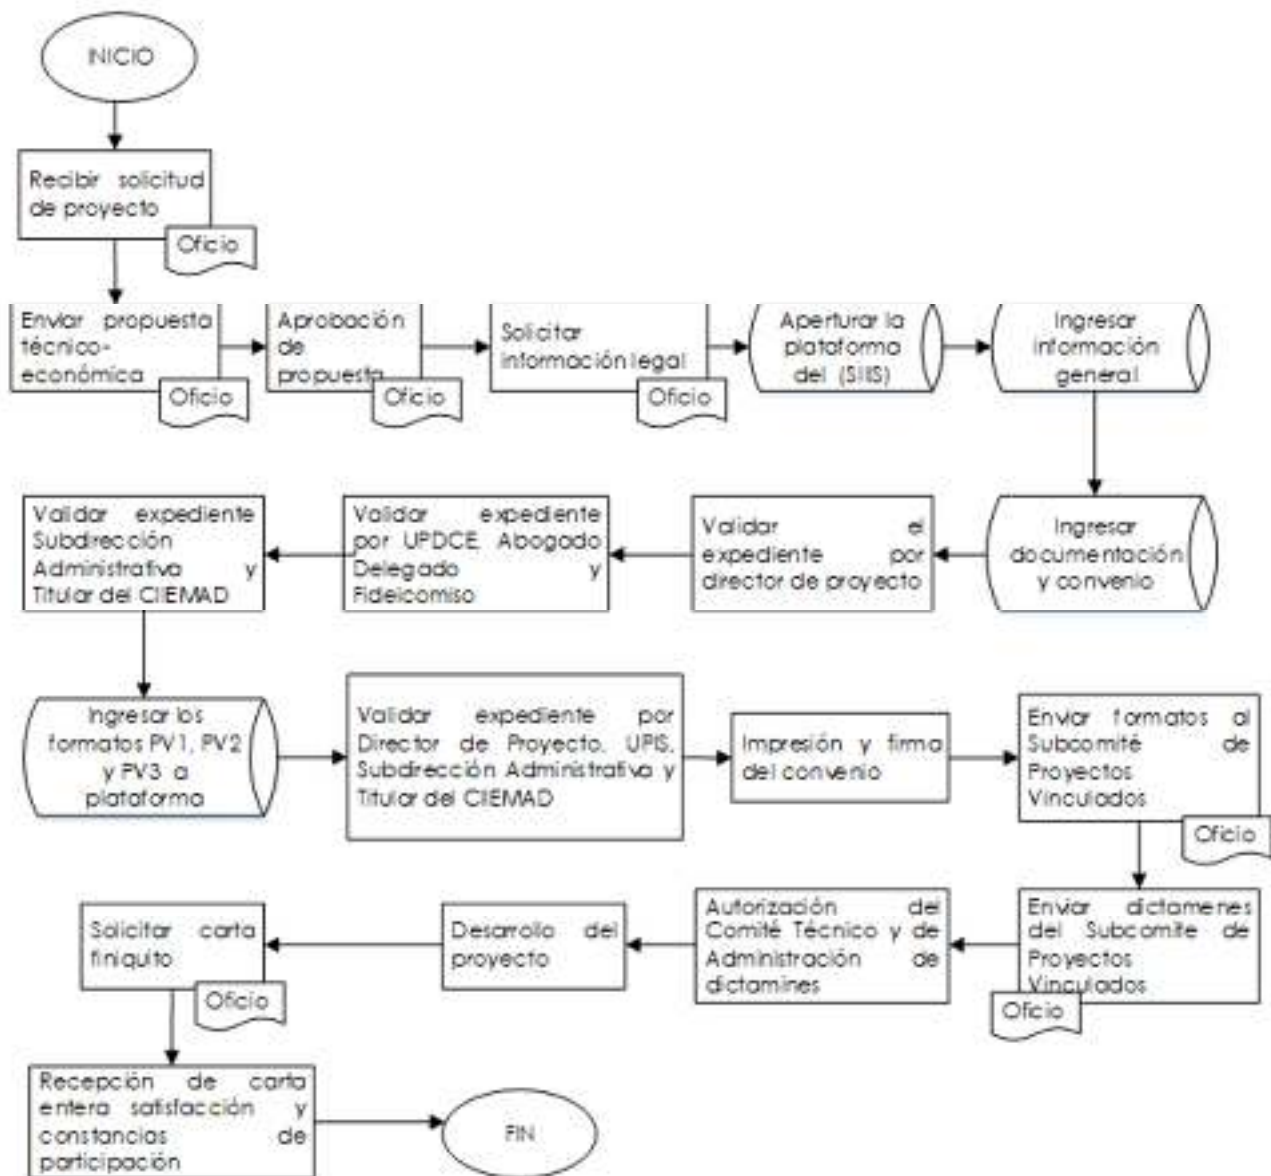 INICIO
Recibir solicitud
de proyecto
Oficio
Enviar propuesta
técnico-
económica
Oficio
Aprobación
de
propuesta
Oficio
Solicitar
información legal
Oficio
Aperturar la
plataforma
del (SIIS)
Ingresar
información
general
Ingresar
documentación
y convenio
Validar el
expediente por
director de proyecto
Validar expediente
por UPDCE, Abogado
Delegado y
Fideicomiso
Validar expediente
Subdirección
Administrativa y
Titular del CIIEMAD
Ingresar los
formatos PV1, PV2
y PV3 a
plataforma
Validar expediente por
Director de Proyecto, UPIS,
Subdirección Administrativa y
Titular del CIIEMAD
Impresión y firma
del convenio
Enviar formatos al
Subcomité de
Proyectos
Vinculados
Oficio
Enviar dictamenes
del Subcomite de
Proyectos
Vinculados
Oficio
Autorización del
Comité Técnico y de
Administración de
dictamines
Desarrollo del
proyecto
Solicitar carta
finiquito
Oficio
Recepción de carta
entera satisfacción y
constancias de
participación
FIN